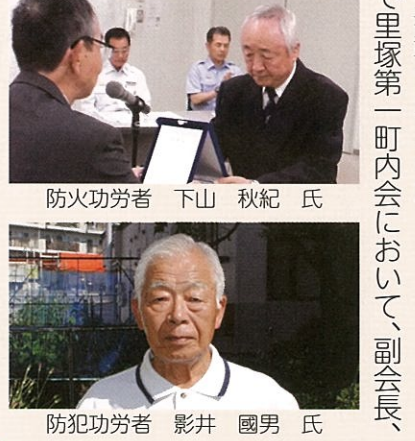 で里塚第一町内会において、副会長、
防火功労者 下山 秋紀 氏
防犯功労者 影井 國男 氏